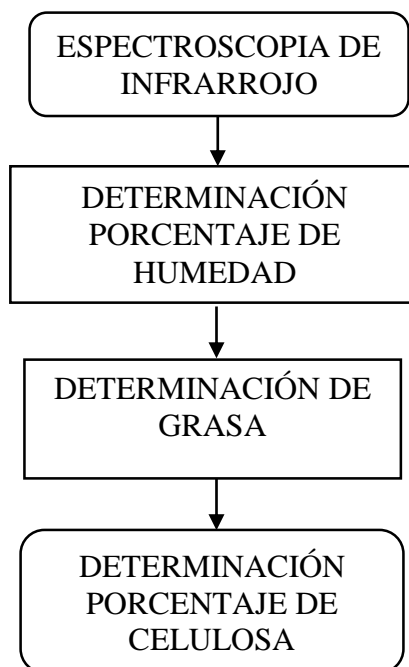 ESPECTROSCOPIA DE
INFRARROJO
DETERMINACIÓN
PORCENTAJE DE
HUMEDAD
DETERMINACIÓN DE
GRASA
DETERMINACIÓN
PORCENTAJE DE
CELULOSA